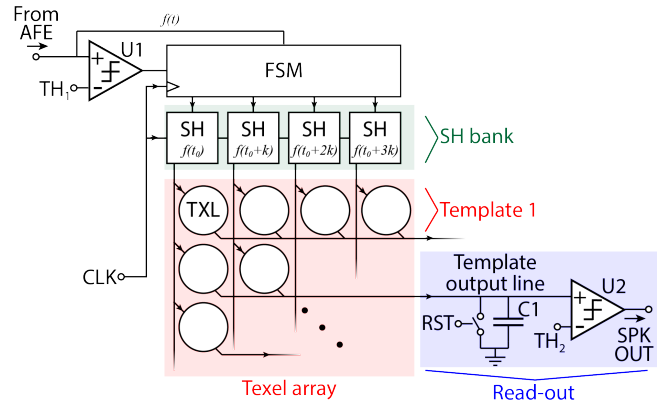 From
AFE
f(t)
U1
+
-
TH1
FSM
SH
f(t0)
SH
f(t0+k)
SH
f(t0+2k)
SH
f(t0+3k)
SH bank
TXL
Template 1
CLK
Template
output line
U2
+
-
C1
RST
TH2
SPK
OUT
Texel array
Read-out